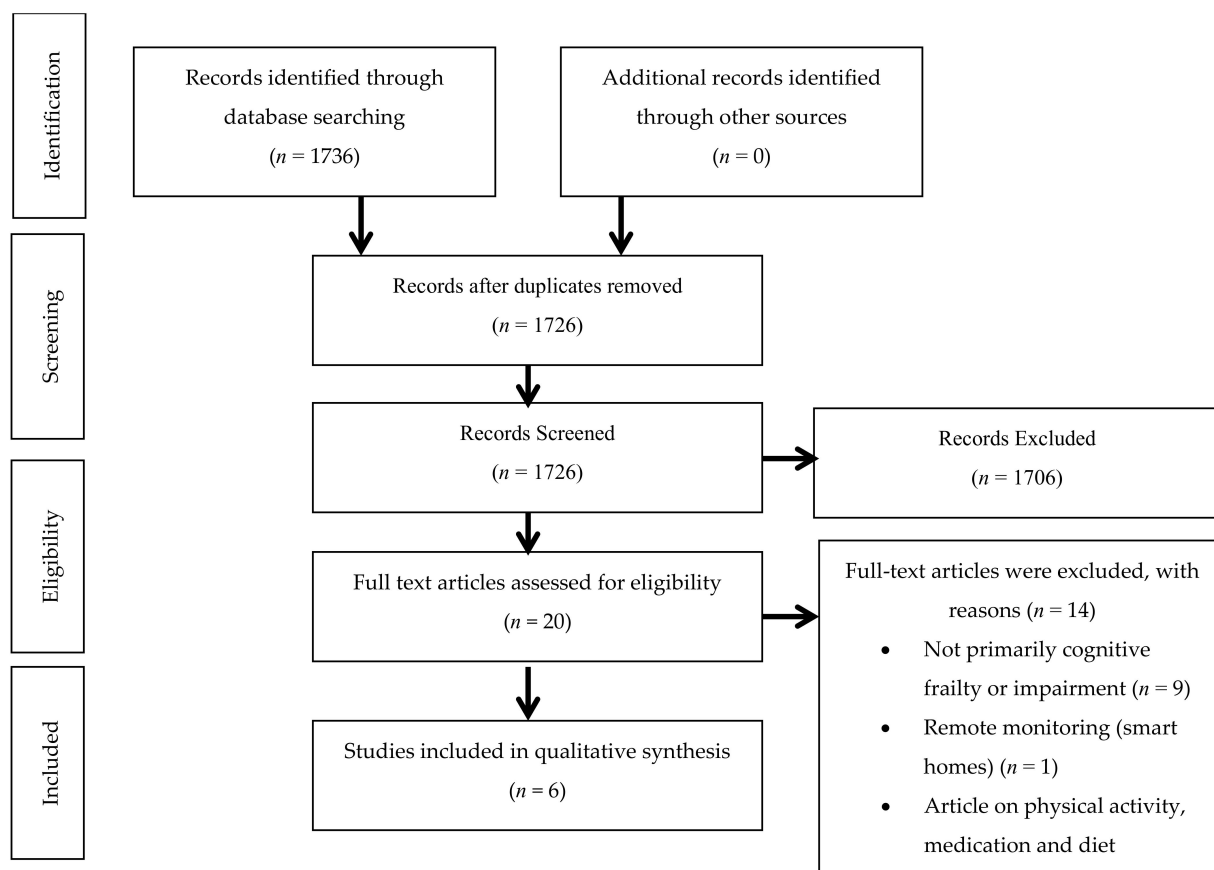 Identification
Records identified through
database searching
(n = 1736)
Additional records identified
through other sources
(n = 0)
Screening
Records after duplicates removed
(n = 1726)
Records Screened
(n = 1726)
Records Excluded
(n = 1706)
Eligibility
Full text articles assessed for eligibility
(n = 20)
Full-text articles were excluded, with
reasons (n = 14)
• Not primarily cognitive
frailty or impairment (n = 9)
• Remote monitoring (smart
homes) (n = 1)
• Article on physical activity,
medication and diet
Included
Studies included in qualitative synthesis
(n = 6)